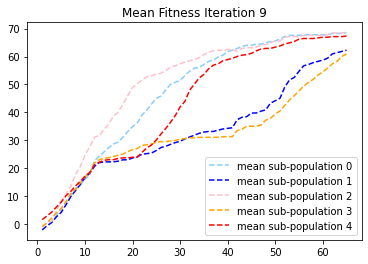 Mean Fitness Iteration 9
70
60
50
40
30
20
10
0
0 10 20 30 40 50 60
mean sub-population 0
mean sub-population 1
mean sub-population 2
mean sub-population 3
mean sub-population 4